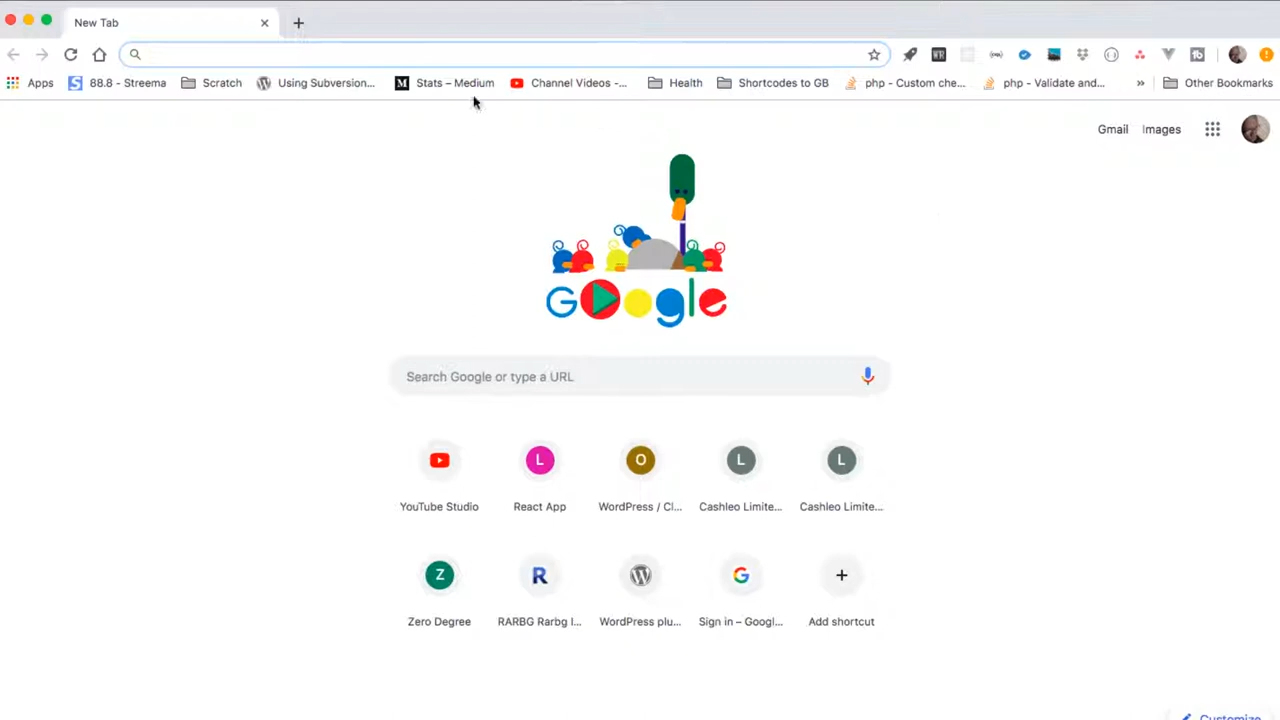 New Tab
Apps 88.8 - Streema Scratch Using Subversion... Stats – Medium Channel Videos -... Health Shortcodes to GB php - Custom che... php - Validate and... » Other Bookmarks
Gmail Images
Google
Search Google or type a URL
L O L L
YouTube Studio React App WordPress / Cl... Cashleo Limite... Cashleo Limite...
Z R
Zero Degree RARBG Rarbg I... WordPress plu... Sign in – Googl... Add shortcut
Customize